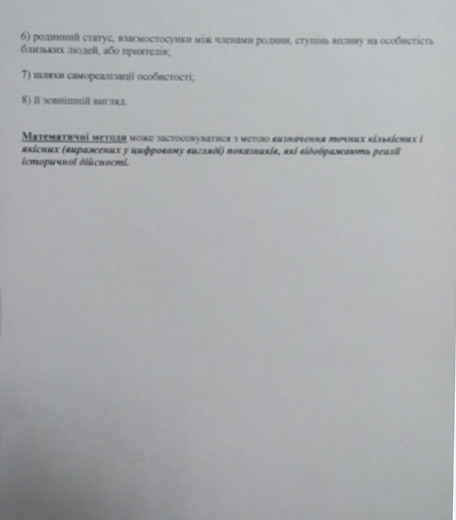 6) родинний статус, взаємостосунки між членами родини, ступінь впливу на особистість
близьких людей, або приятелів;
7) шляхи самореалізації особистості;
8) її зовнішній вигляд.
Математичні методи може застосовуватися з метою визначення точних кількісних і
якісних (виражених у цифровому вигляді) показників, які відображають реалії
історичної дійсності.